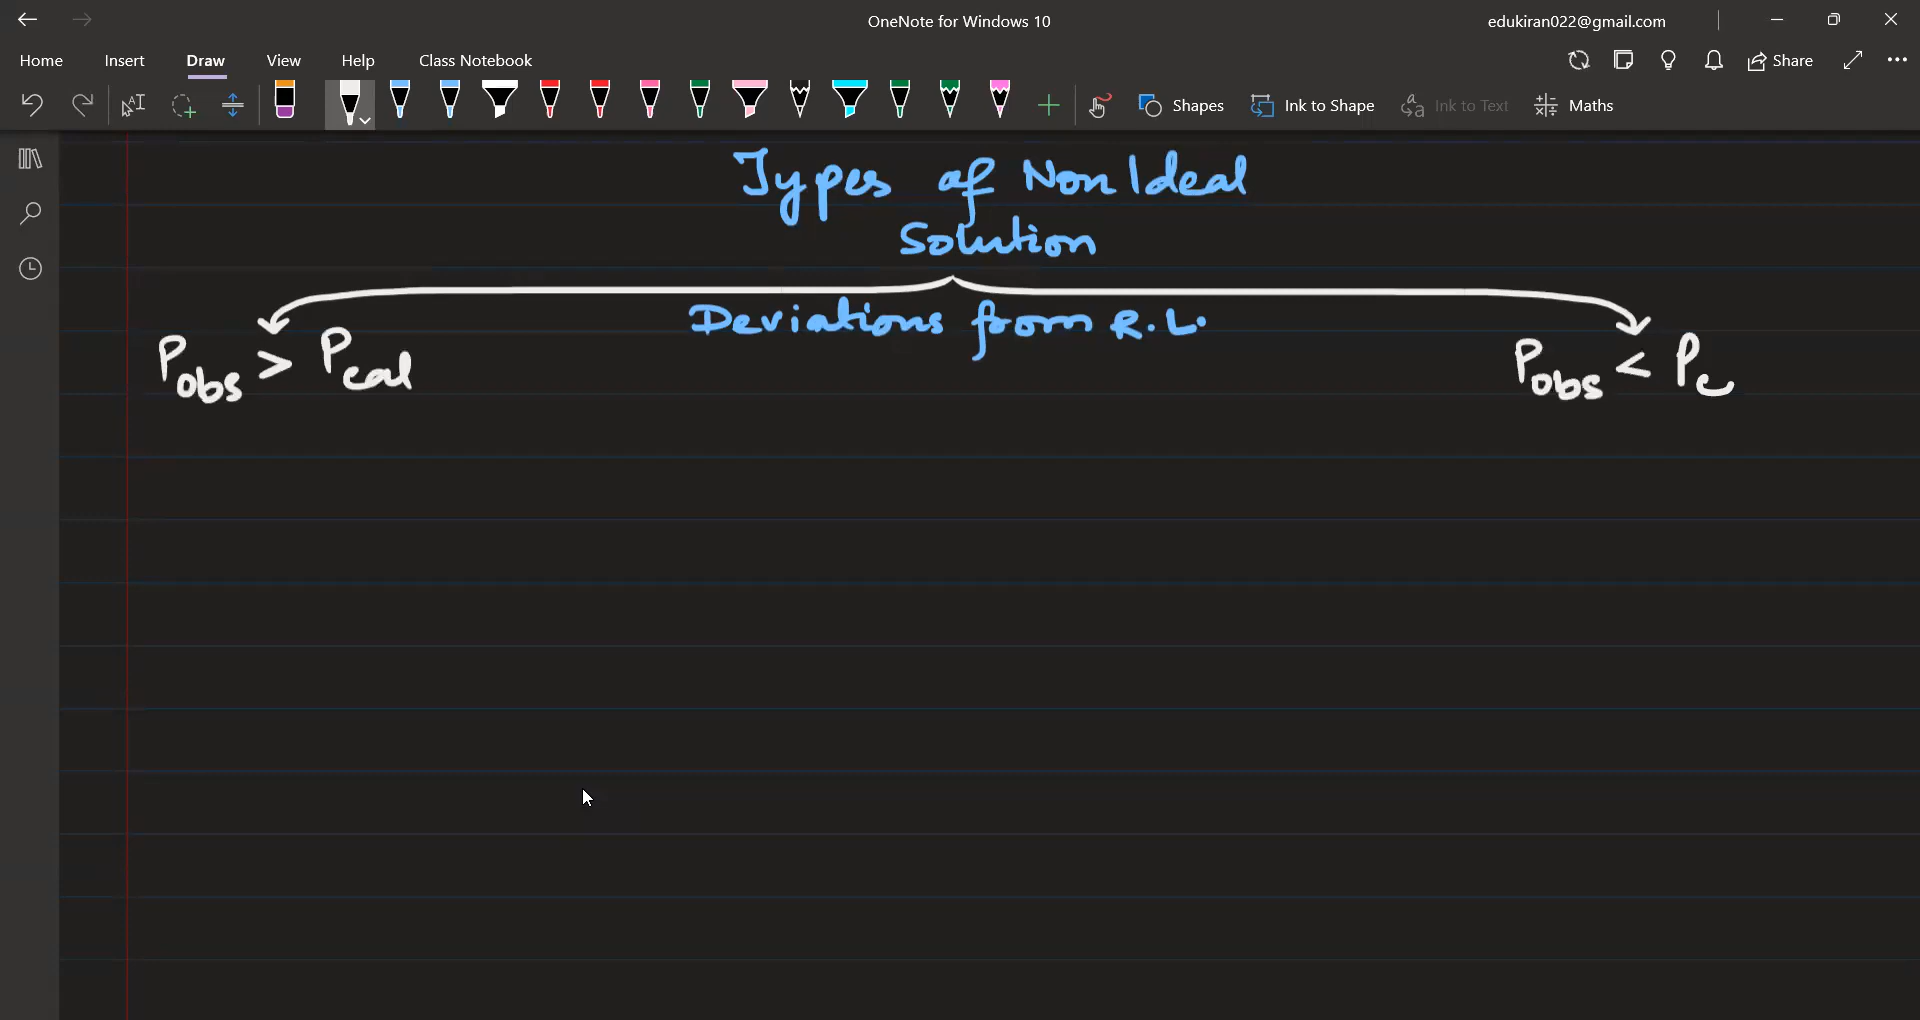 OneNote for Windows 10
edukiran022@gmail.com
Home Insert Draw View Help Class Notebook
Share
Shapes Ink to Shape Ink to Text Maths
Types of Non Ideal
Solution
Deviations from R.L.
Pobs > Pcal
Pobs < Pc